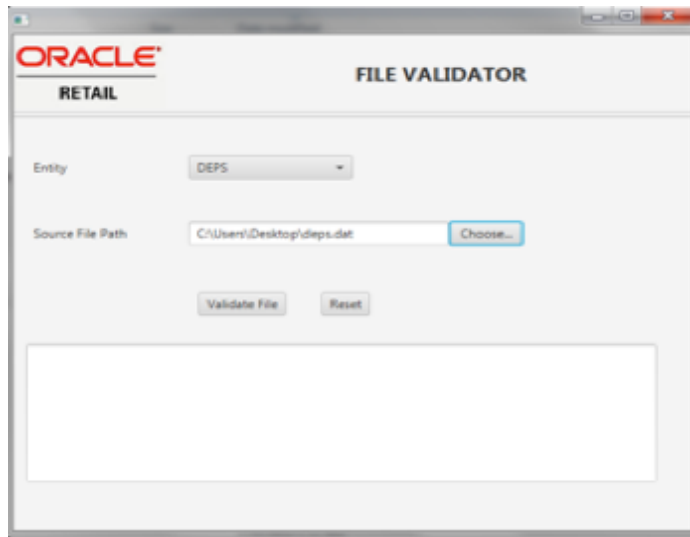 ORACLE
RETAIL
FILE VALIDATOR
Entity
DEPS
Source File Path
C:\Users\Desktop\deps.dat
Choose...
Validate File
Reset